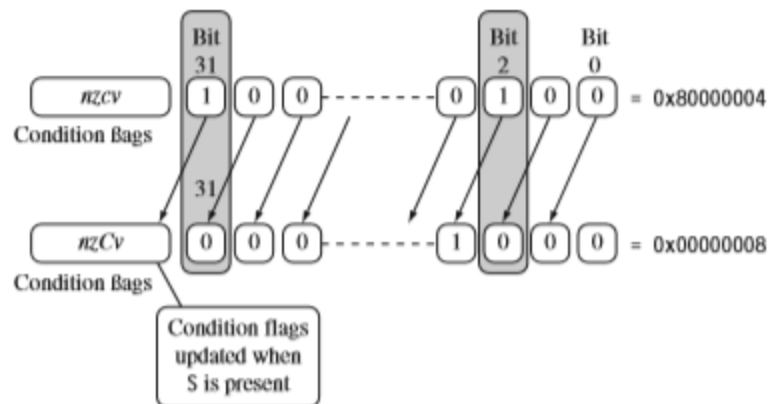 Bit Bit Bit
31 2 0
nzcv 1 0 0 0 1 0 0 = 0x80000004
Condition flags
31
nzCv 0 0 0 1 0 0 0 = 0x00000008
Condition flags
Condition flags
updated when
S is present